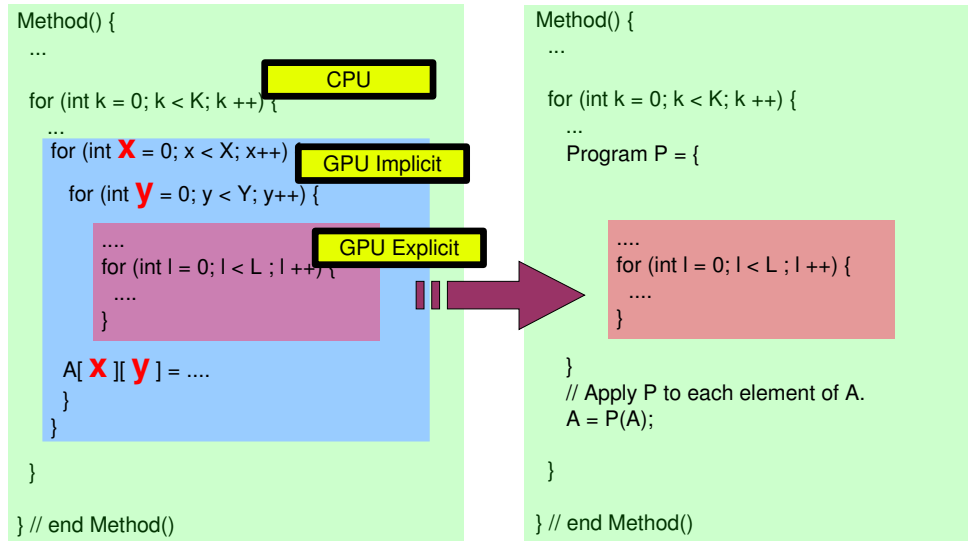 Method() {
...
CPU
for (int k = 0; k < K; k ++) {
...
for (int x = 0; x < X; x++) {
GPU Implicit
for (int y = 0; y < Y; y++) {
....
GPU Explicit
for (int l = 0; l < L ; l ++) {
....
}
A[ x ][ y ] = ....
}
}
}
} // end Method()
Method() {
...
for (int k = 0; k < K; k ++) {
...
Program P = {
....
for (int l = 0; l < L ; l ++) {
....
}
}
// Apply P to each element of A.
A = P(A);
}
} // end Method()